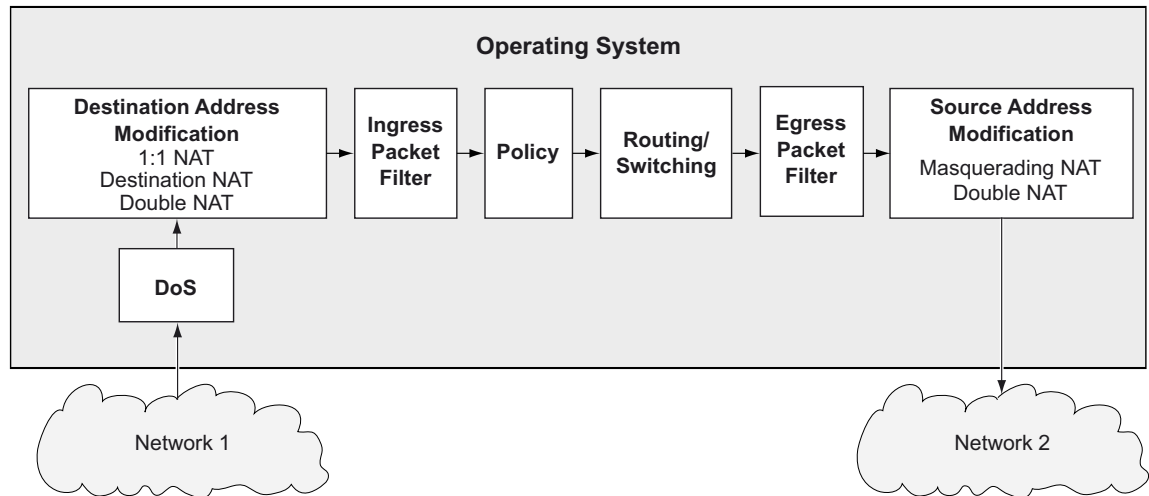 Operating System
Destination Address
Modification
1:1 NAT
Destination NAT
Double NAT
Ingress
Packet
Filter
Policy
Routing/
Switching
Egress
Packet
Filter
Source Address
Modification
Masquerading NAT
Double NAT
DoS
Network 1
Network 2